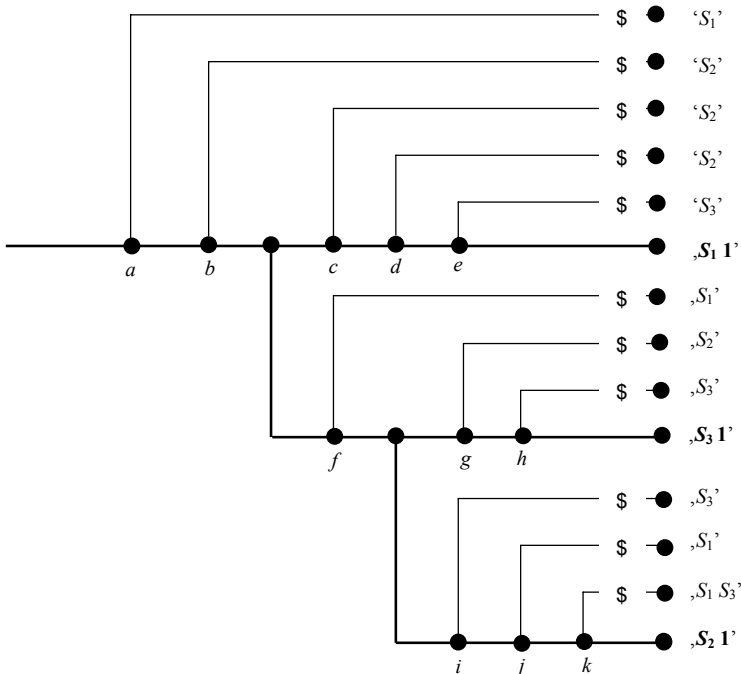 $ ‘S₁’
$ ‘S₂’
$ ‘S₂’
$ ‘S₂’
$ ‘S₃’
‚S₁ 1’
a b c d e
$ ‚S₁’
$ ‚S₂’
$ ‚S₃’
‚S₃ 1’
f g h
$ ‚S₃’
$ ‚S₁’
$ ‚S₁ S₃’
‚S₂ 1’
i j k